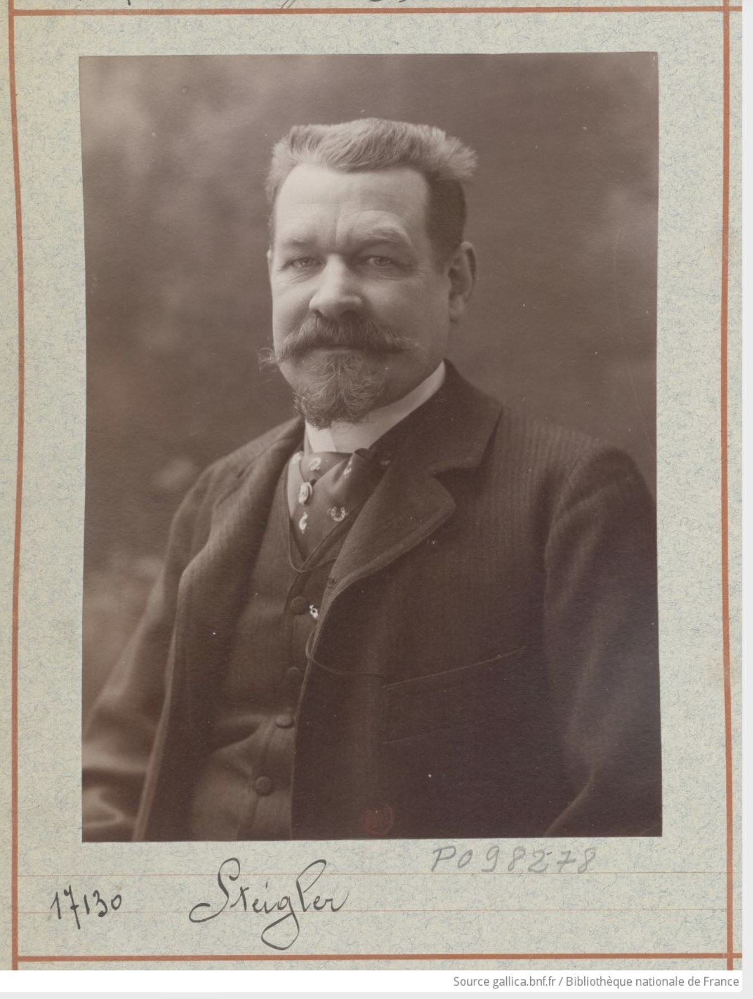 P098278
17130 Steigler
Source gallica.bnf.fr / Bibliothèque nationale de France